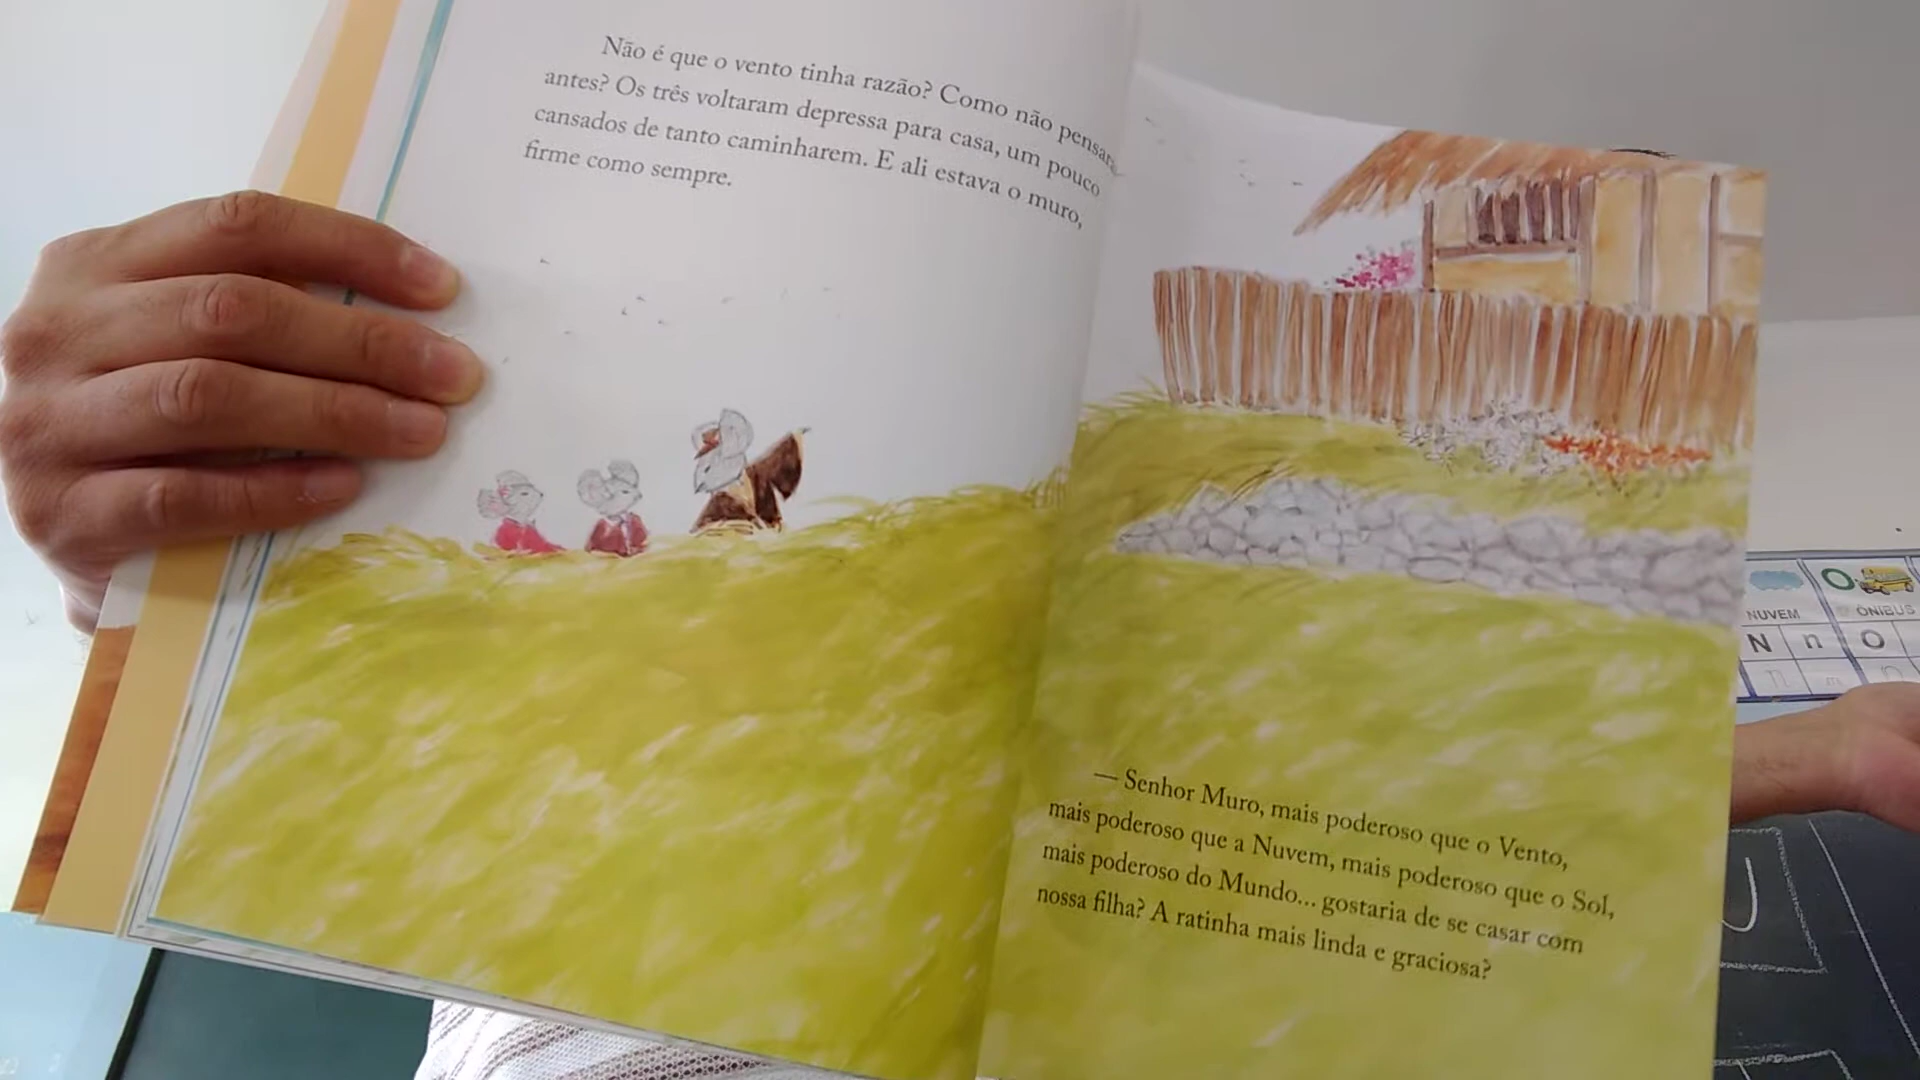 Não é que o vento tinha razão? Como não
antes? Os três voltaram depressa para casa, um pouco
cansados de tanto caminharem. E ali estava o muro,
firme como sempre.
— Senhor Muro, mais poderoso que o Vento,
mais poderoso que a Nuvem, mais poderoso que o Sol,
mais poderoso do Mundo... gostaria de se casar com
nossa filha? A ratinha mais linda e graciosa?
O
NUVEM
ÔNIBUS
N n O